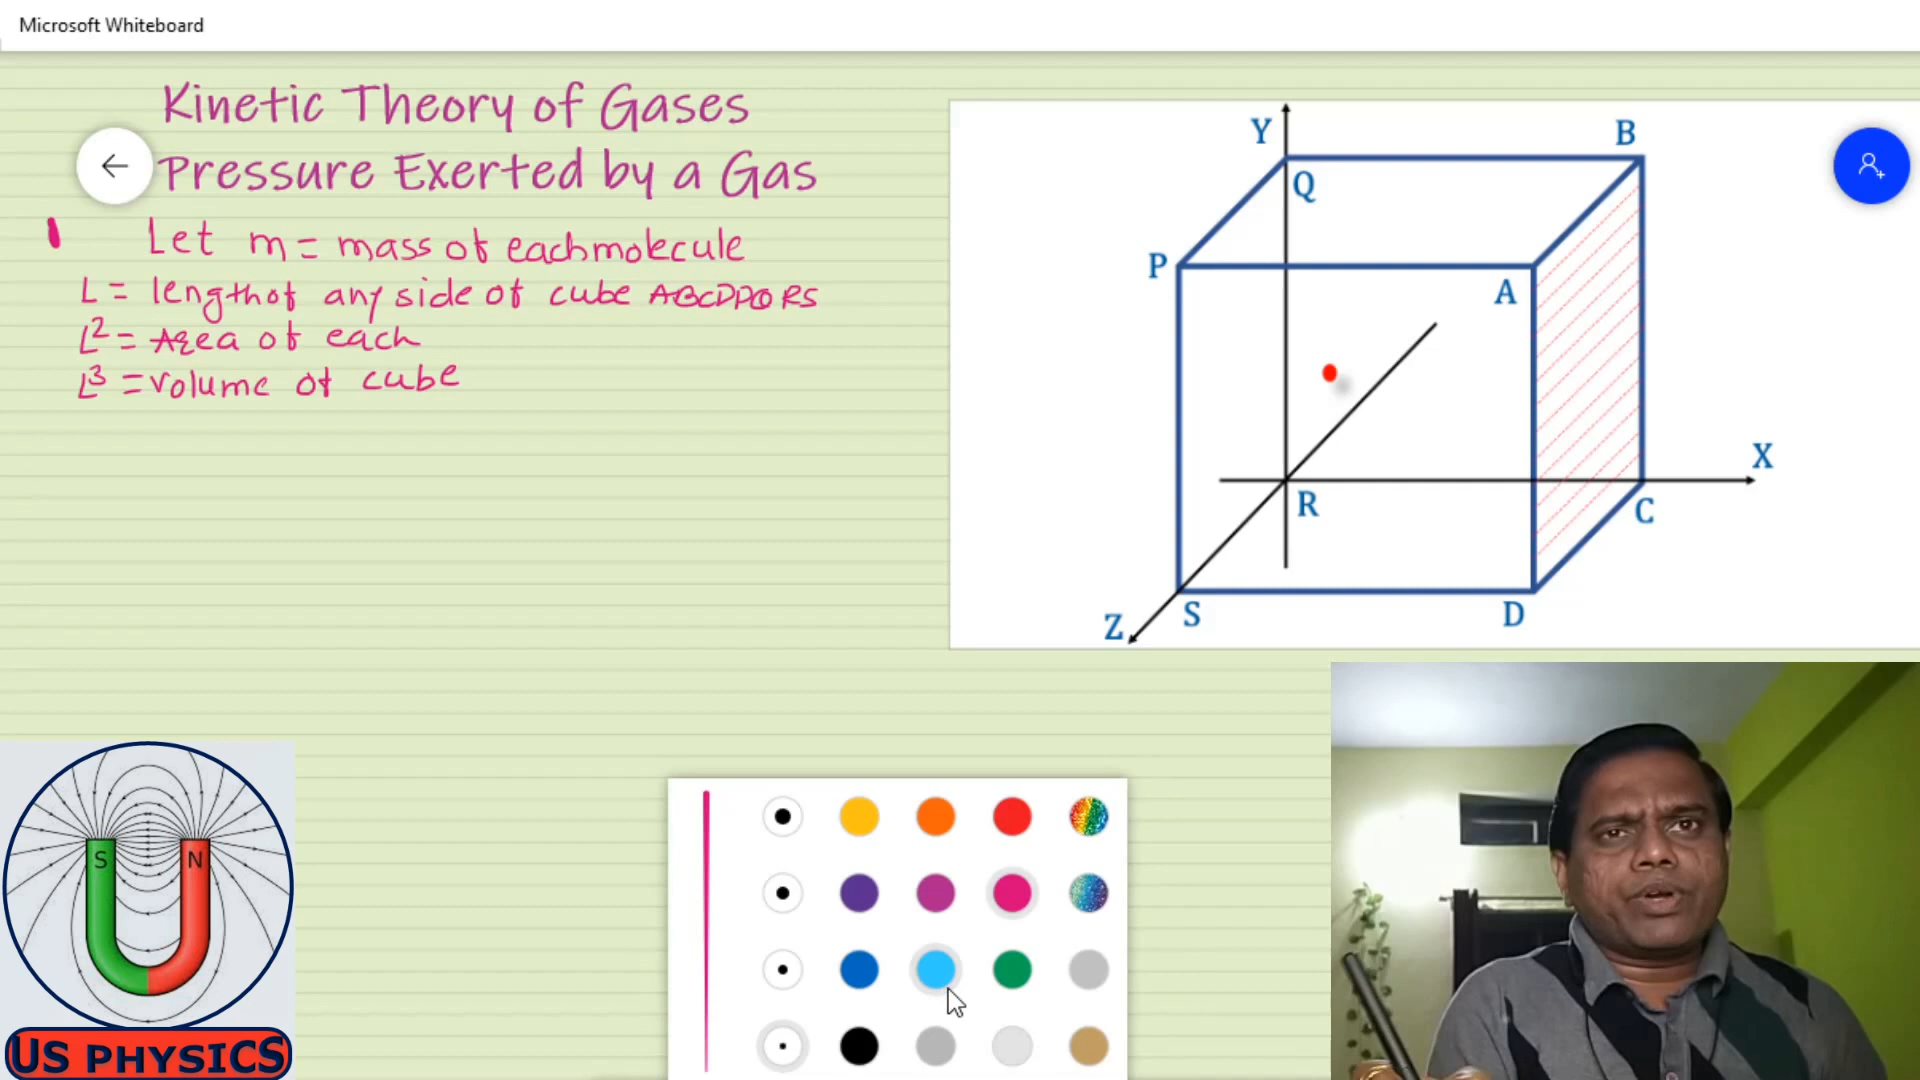 Microsoft Whiteboard
Kinetic Theory of Gases
Pressure Exerted by a Gas
Let m = mass of each molecule
L = length of any side of cube ABCDPQRS
L² = Area of each
L³ = volume of cube
Y
B
Q
P
A
X
R
C
Z
S
D
S N
US PHYSICS